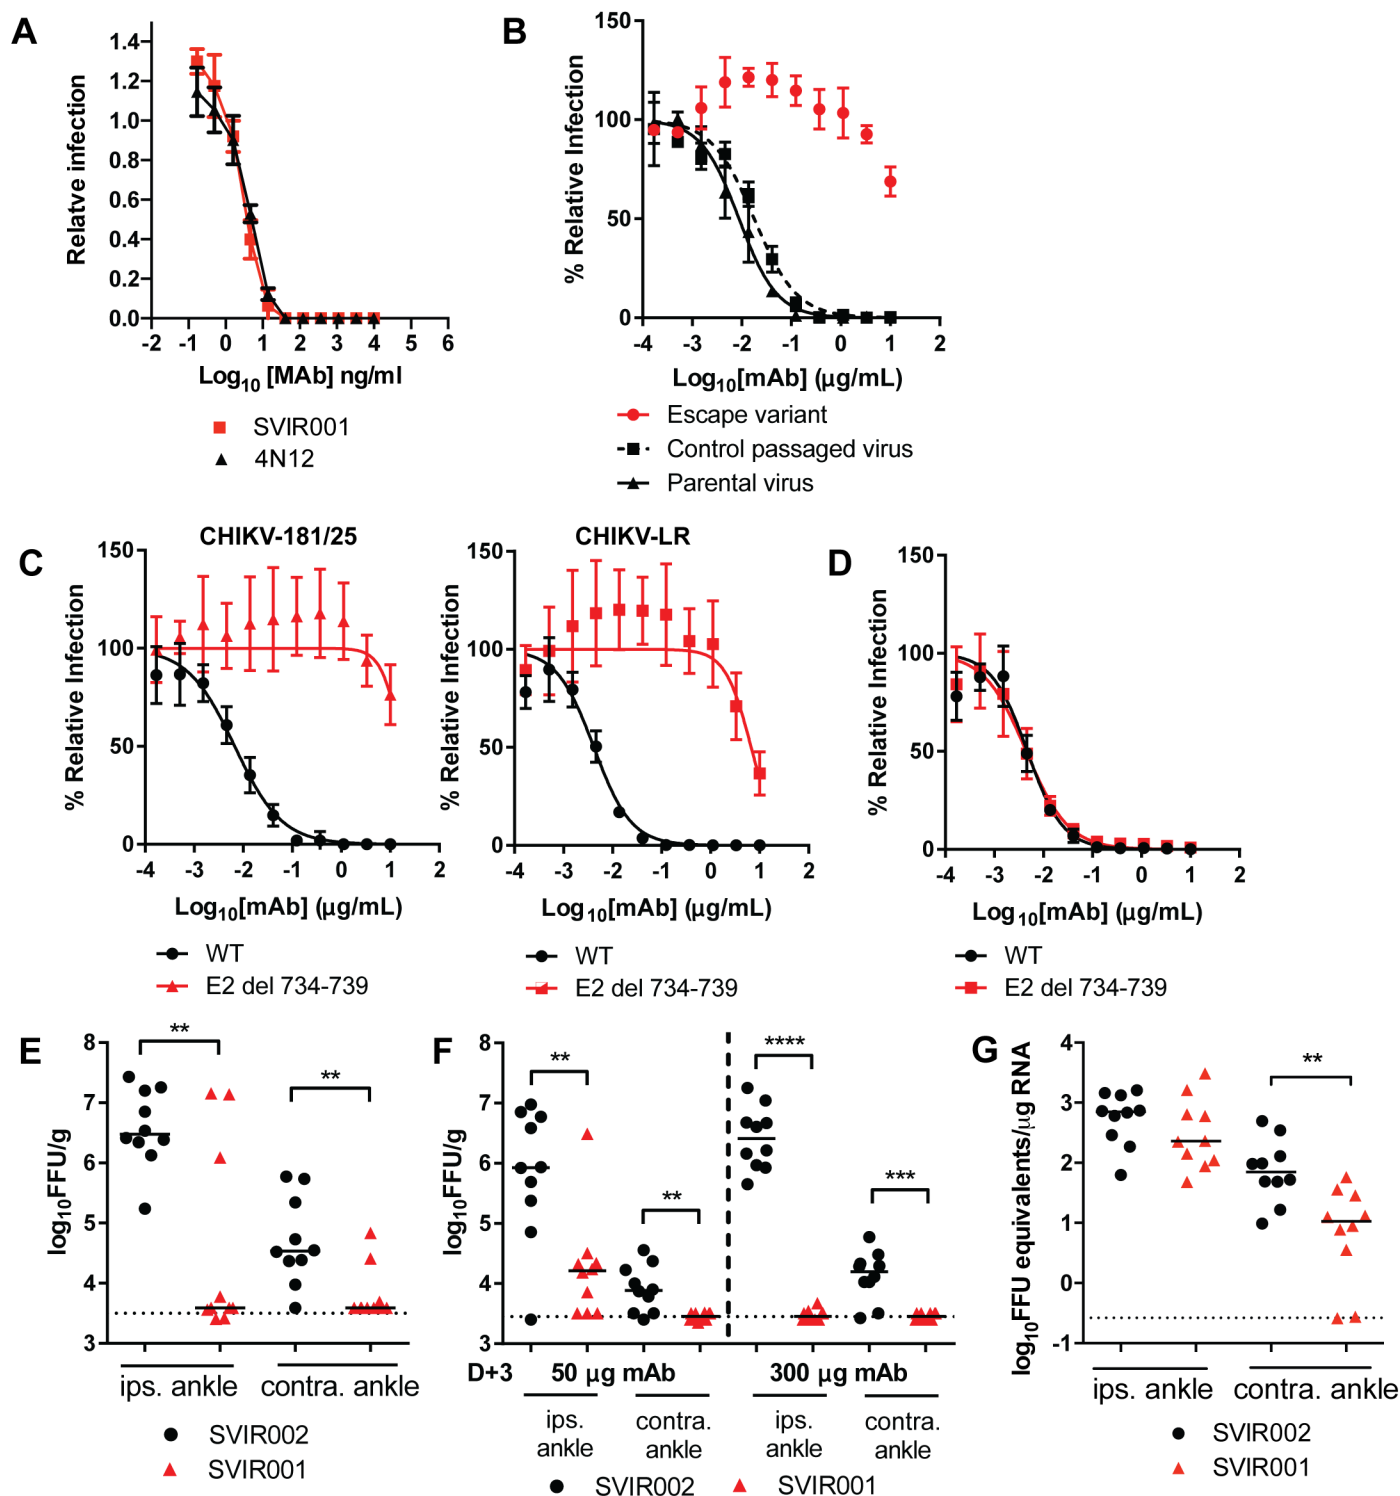 A
1.4
1.2
1.0
0.8
0.6
0.4
0.2
0.0
Relatve infection
-2 -1 0 1 2 3 4 5 6
Log10 [MAb] ng/ml
SVIR001
4N12
B
150
100
50
0
% Relative Infection
-4 -3 -2 -1 0 1 2
Log10[mAb] (µg/mL)
Escape variant
Control passaged virus
Parental virus
C
CHIKV-181/25
150
100
50
0
% Relative Infection
-4 -3 -2 -1 0 1 2
Log10[mAb] (µg/mL)
WT
E2 del 734-739
CHIKV-LR
150
100
50
0
% Relative Infection
-4 -3 -2 -1 0 1 2
Log10[mAb] (µg/mL)
WT
E2 del 734-739
D
150
100
50
0
% Relative Infection
-4 -3 -2 -1 0 1 2
Log10[mAb] (µg/mL)
WT
E2 del 734-739
E
8
7
6
5
4
3
log10FFU/g
**
**
ips. ankle contra. ankle
SVIR002
SVIR001
F
8
7
6
5
4
3
log10FFU/g
**
**
****
***
D+3 50 µg mAb 300 µg mAb
ips. ankle
contra. ankle
ips. ankle
contra. ankle
SVIR002 SVIR001
G
4
3
2
1
0
-1
log10FFU equivalents/µg RNA
**
ips. ankle contra. ankle
SVIR002
SVIR001